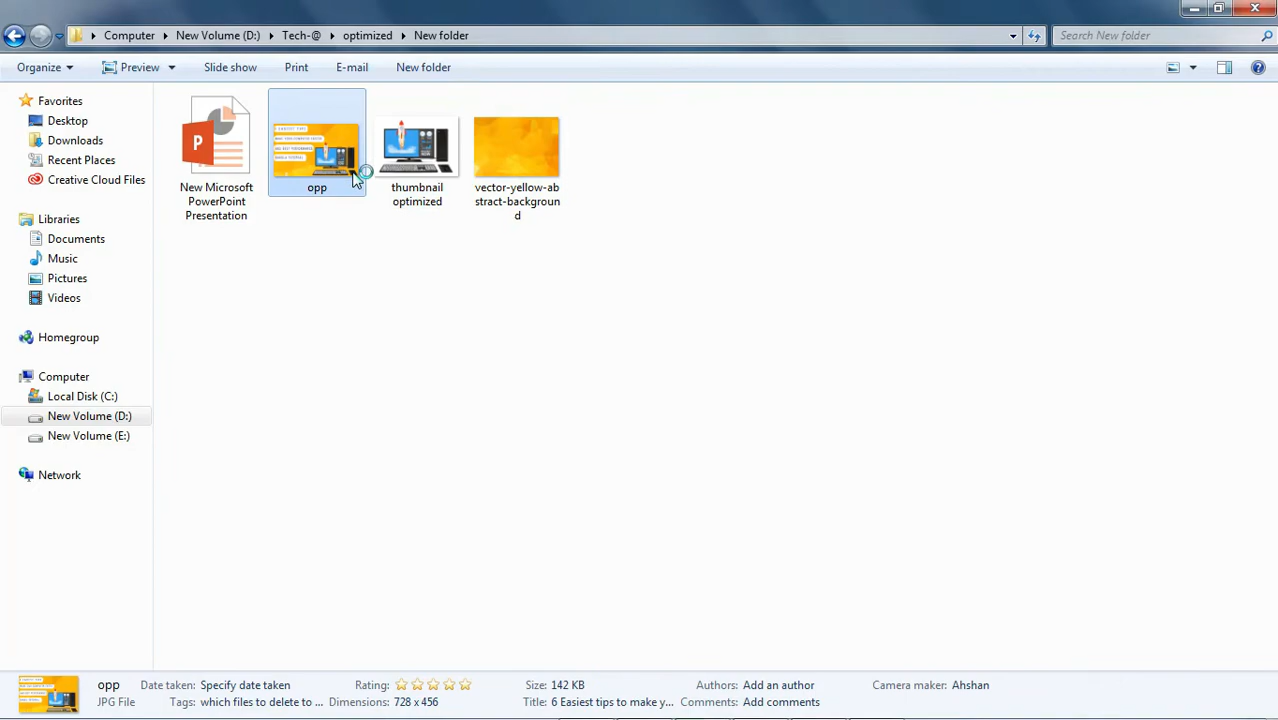 Computer New Volume (D:) Tech-@ optimized New folder
Search New folder
Organize Preview Slide show Print E-mail New folder
Favorites
Desktop
Downloads
Recent Places
Creative Cloud Files
Libraries
Documents
Music
Pictures
Videos
Homegroup
Computer
Local Disk (C:)
New Volume (D:)
New Volume (E:)
Network
P
New Microsoft
PowerPoint
Presentation
opp
thumbnail
optimized
vector-yellow-ab
stract-backgroun
d
opp Date taken: Specify date taken Rating: Size: 142 KB Authors: Add an author Camera maker: Ahshan
JPG File Tags: which files to delete to ... Dimensions: 728 x 456 Title: 6 Easiest tips to make y... Comments: Add comments